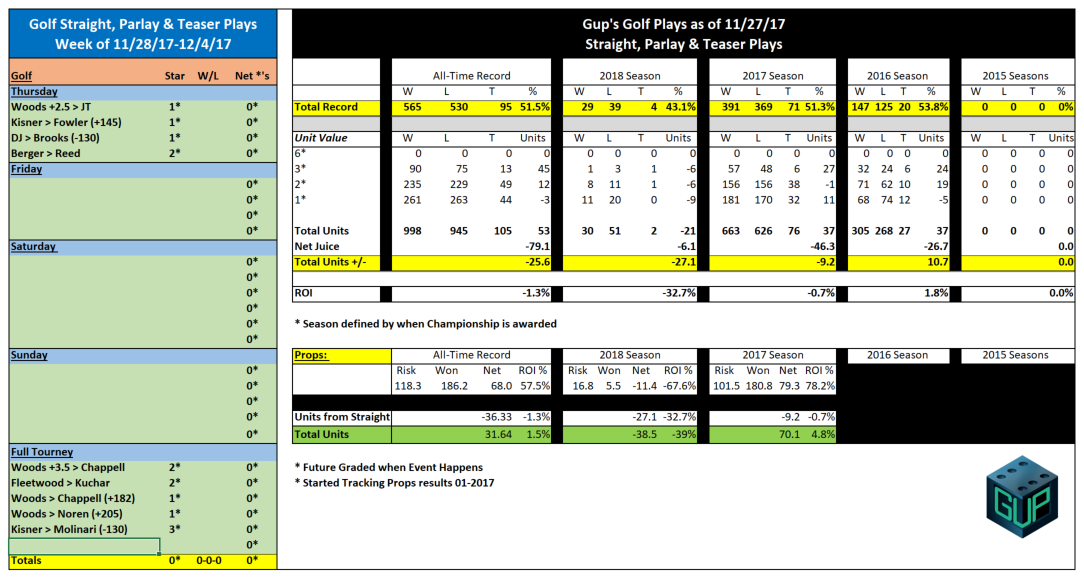 Golf Straight, Parlay & Teaser Plays
Week of 11/28/17-12/4/17
Golf Star W/L Net *'s
Thursday
Woods +2.5 > JT 1* 0*
Kisner > Fowler (+145) 1* 0*
DJ > Brooks (-130) 1* 0*
Berger > Reed 2* 0*
Friday
0*
0*
0*
0*
Saturday
0*
0*
0*
0*
0*
0*
Sunday
0*
0*
0*
0*
0*
Full Tourney
Woods +3.5 > Chappell 2* 0*
Fleetwood > Kuchar 2* 0*
Woods > Chappell (+182) 1* 0*
Woods > Noren (+205) 1* 0*
Kisner > Molinari (-130) 3* 0*
0*
Totals 0* 0-0-0 0*
Gup's Golf Plays as of 11/27/17
Straight, Parlay & Teaser Plays
All-Time Record 2018 Season 2017 Season 2016 Season 2015 Seasons
W L T % W L T % W L T % W L T % W L T %
Total Record 565 530 95 51.5% 29 39 4 43.1% 391 369 71 51.3% 147 125 20 53.8% 0 0 0 0%
Unit Value W L T Units W L T Units W L T Units W L T Units W L T Units
6* 0 0 0 0 0 0 0 0 0 0 0 0 0 0 0 0 0 0 0 0
3* 90 75 13 45 1 3 1 -6 57 48 6 27 32 24 6 24 0 0 0 0
2* 235 229 49 12 8 11 1 -6 156 156 38 -1 71 62 10 19 0 0 0 0
1* 261 263 44 -3 11 20 0 -9 181 170 32 11 68 74 12 -5 0 0 0 0
Total Units 998 945 105 53 30 51 2 -21 663 626 76 37 305 268 27 37 0 0 0 0
Net Juice -79.1 -6.1 -46.3 -26.7 0.0
Total Units +/- -25.6 -27.1 -9.2 10.7 0.0
ROI -1.3% -32.7% -0.7% 1.8% 0.0%
* Season defined by when Championship is awarded
Props: All-Time Record 2018 Season 2017 Season 2016 Season 2015 Seasons
Risk Won Net ROI % Risk Won Net ROI % Risk Won Net ROI %
118.3 186.2 68.0 57.5% 16.8 5.5 -11.4 -67.6% 101.5 180.8 79.3 78.2%
Units from Straight -36.33 -1.3% -27.1 -32.7% -9.2 -0.7%
Total Units 31.64 1.5% -38.5 -39% 70.1 4.8%
* Future Graded when Event Happens
* Started Tracking Props results 01-2017
GUP